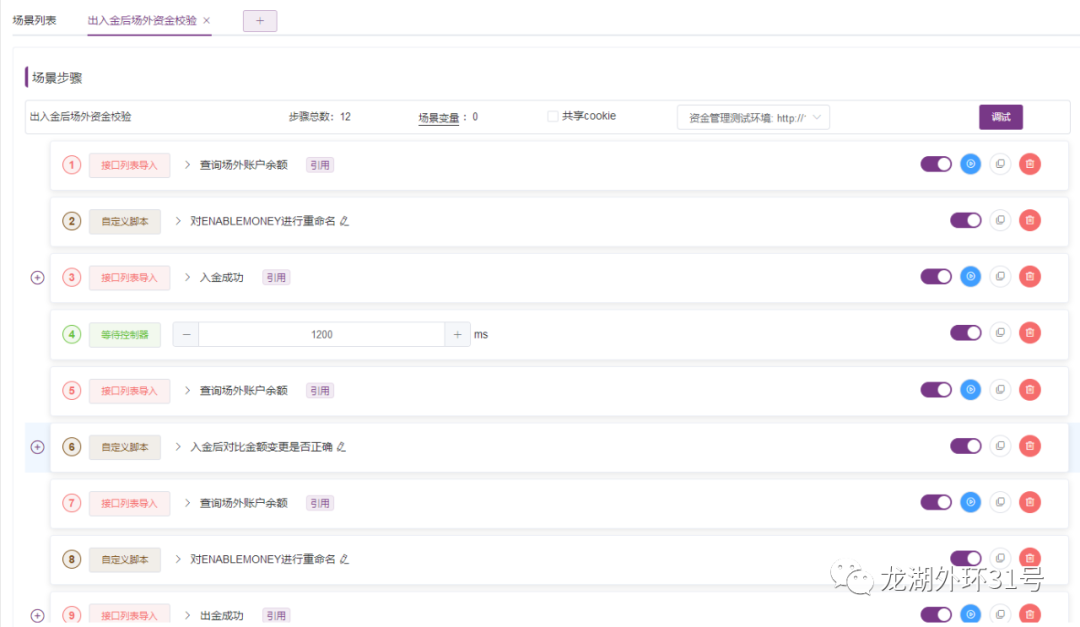 场景列表 出入金后场外资金校验 × +
场景步骤
出入金后场外资金校验 步骤总数: 12 场景变量 : 0 共享cookie 资金管理测试环境: http:// 调试
1 接口列表导入 > 查询场外账户余额 引用
2 自定义脚本 > 对ENABLEMONEY进行重命名
3 接口列表导入 > 入金成功 引用
4 等待控制器 − 1200 + ms
5 接口列表导入 > 查询场外账户余额 引用
6 自定义脚本 > 入金后对比金额变更是否正确
7 接口列表导入 > 查询场外账户余额 引用
8 自定义脚本 > 对ENABLEMONEY进行重命名
龙湖外环31号
9 接口列表导入 > 出金成功 引用